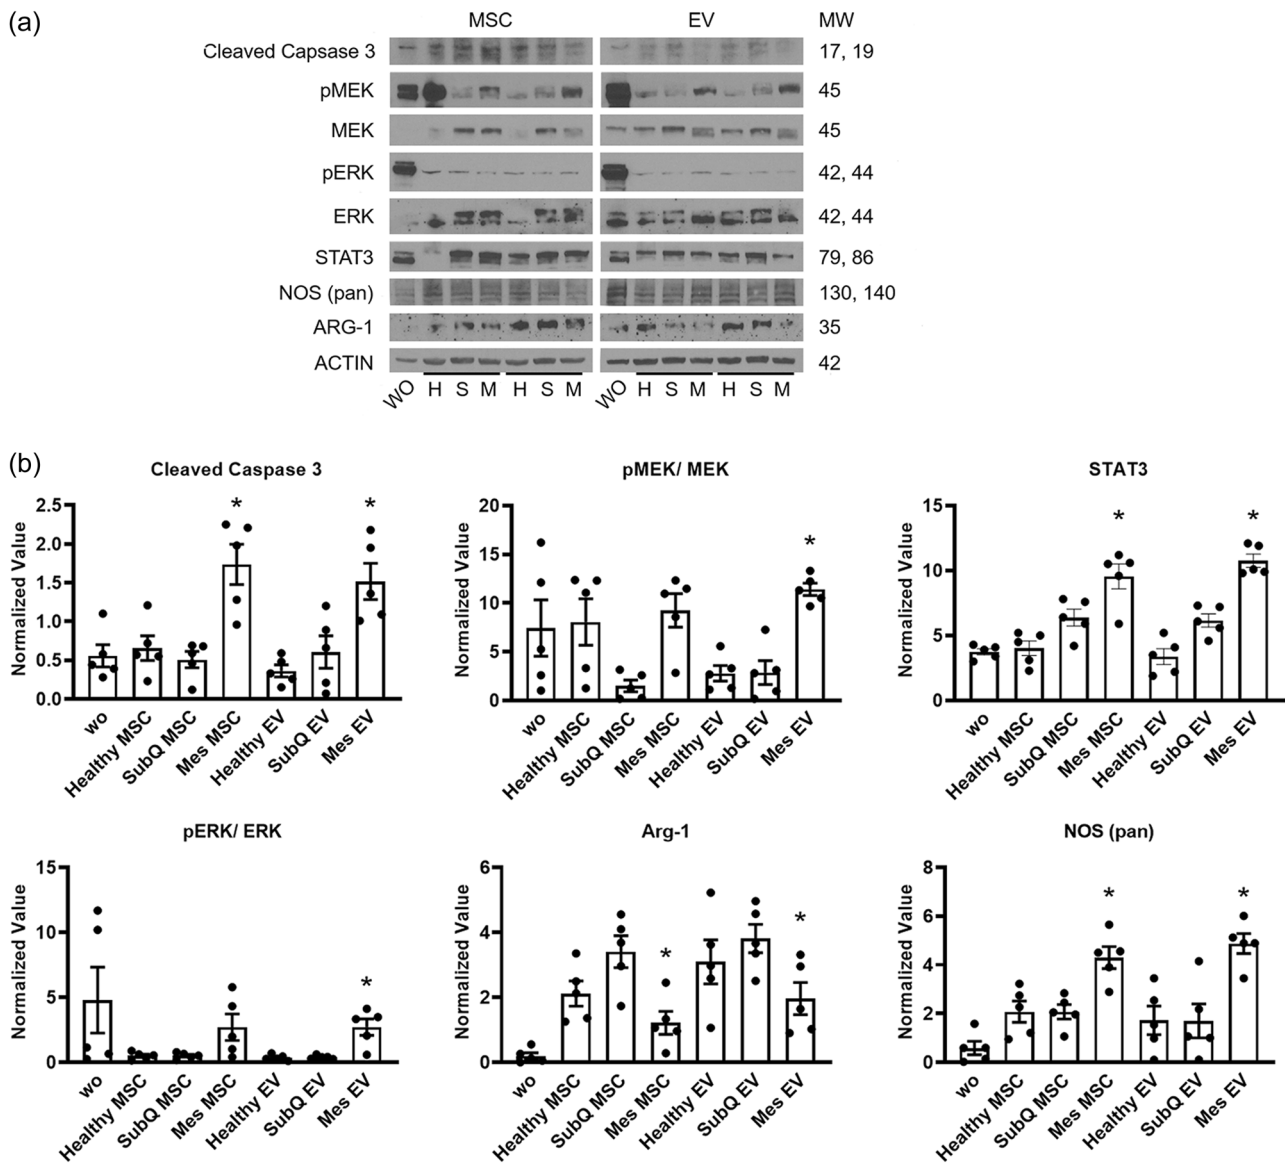 (a)
MSC EV MW
Cleaved Capsase 3 17, 19
pMEK 45
MEK 45
pERK 42, 44
ERK 42, 44
STAT3 79, 86
NOS (pan) 130, 140
ARG-1 35
ACTIN 42
WO H S M H S M WO H S M H S M
(b)
Cleaved Caspase 3
Normalized Value
2.5
2.0
1.5
1.0
0.5
0.0
* *
wo Healthy MSC SubQ MSC Mes MSC Healthy EV SubQ EV Mes EV
pMEK/ MEK
Normalized Value
20
15
10
5
0
*
wo Healthy MSC SubQ MSC Mes MSC Healthy EV SubQ EV Mes EV
STAT3
Normalized Value
15
10
5
0
* *
wo Healthy MSC SubQ MSC Mes MSC Healthy EV SubQ EV Mes EV
pERK/ ERK
Normalized Value
15
10
5
0
*
wo Healthy MSC SubQ MSC Mes MSC Healthy EV SubQ EV Mes EV
Arg-1
Normalized Value
6
4
2
0
* *
wo Healthy MSC SubQ MSC Mes MSC Healthy EV SubQ EV Mes EV
NOS (pan)
Normalized Value
8
6
4
2
0
* *
wo Healthy MSC SubQ MSC Mes MSC Healthy EV SubQ EV Mes EV